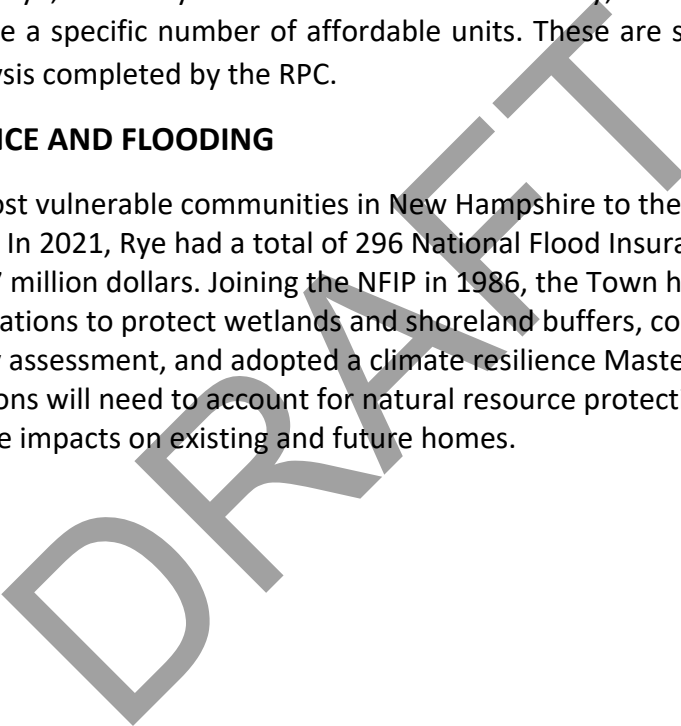 e a specific number of affordable units. These are s
ysis completed by the RPC.
ICE AND FLOODING
ost vulnerable communities in New Hampshire to the
In 2021, Rye had a total of 296 National Flood Insura
7 million dollars. Joining the NFIP in 1986, the Town h
ations to protect wetlands and shoreland buffers, co
assessment, and adopted a climate resilience Maste
ons will need to account for natural resource protecti
e impacts on existing and future homes.
DRAFT